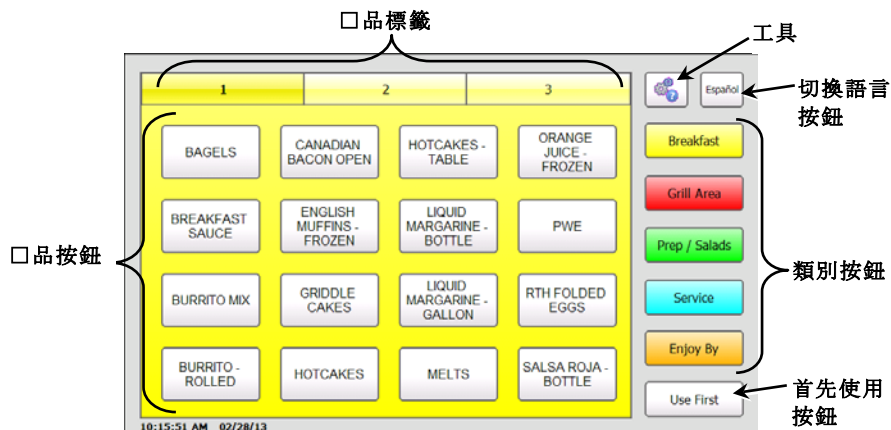 □品標籤
工具
切換語言
按鈕
1 2 3
Español
BAGELS
CANADIAN
BACON OPEN
HOTCAKES -
TABLE
ORANGE
JUICE -
FROZEN
Breakfast
Grill Area
BREAKFAST
SAUCE
ENGLISH
MUFFINS -
FROZEN
LIQUID
MARGARINE -
BOTTLE
PWE
Prep / Salads
□品按鈕
類別按鈕
BURRITO MIX
GRIDDLE
CAKES
LIQUID
MARGARINE -
GALLON
RTH FOLDED
EGGS
Service
Enjoy By
BURRITO -
ROLLED
HOTCAKES
MELTS
SALSA ROJA -
BOTTLE
Use First
首先使用
按鈕
10:15:51 AM 02/28/13